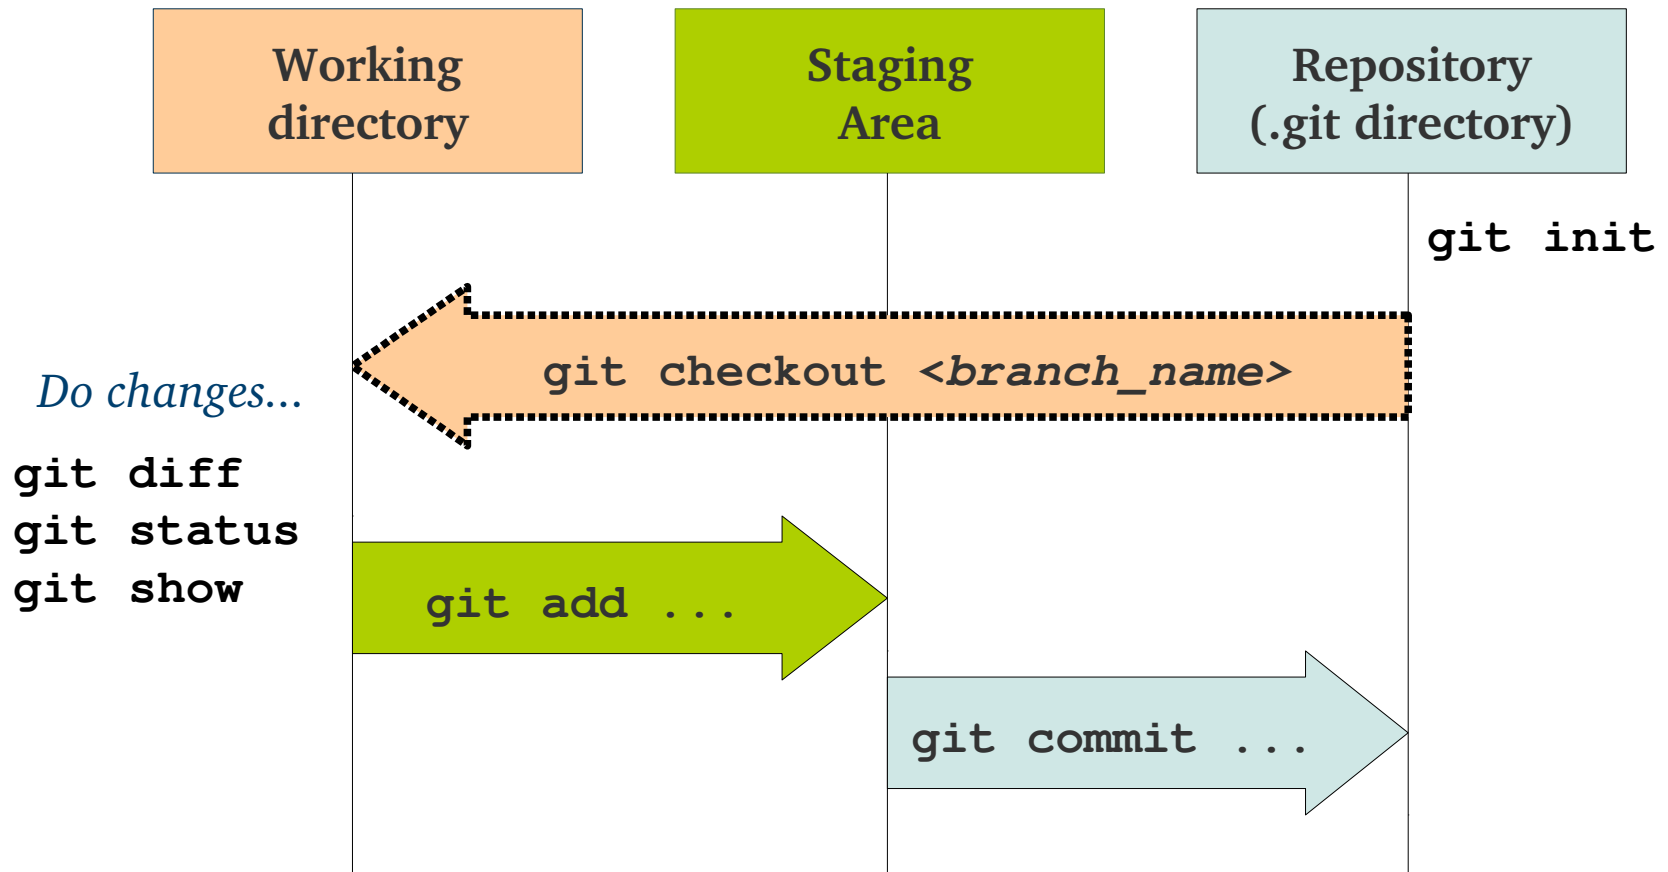 Working
directory
Staging
Area
Repository
(.git directory)
git init
git checkout <branch_name>
Do changes...
git diff
git status
git show
git add ...
git commit ...